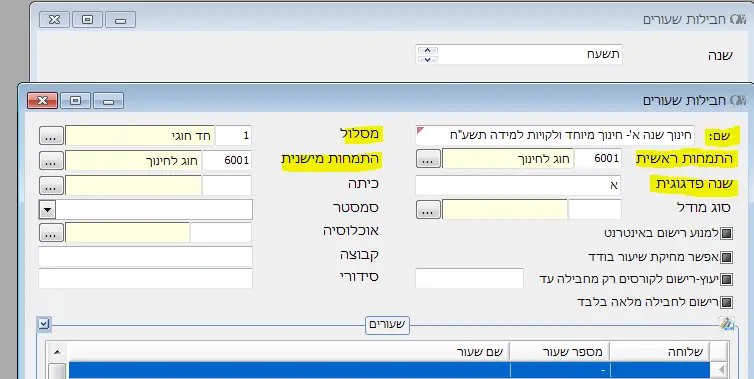 חבילות שעורים
שנה תשעח
חבילות שעורים
שם: חינוך שנה א'- חינוך מיוחד ולקויות למידה תשע"ח מסלול 1 חד חוגי ...
התמחות ראשית 6001 חוג לחינוך ... התמחות מישנית 6001 חוג לחינוך ...
שנה פדגוגית א כיתה ...
סוג מודל ... סמסטר
למנוע רישום באינטרנט אוכלוסיה ...
אפשר מחיקת שיעור בודד קבוצה
יעוץ-רישום לקורסים רק מחבילה עד סידורי
רישום לחבילה מלאה בלבד
שעורים
שלוחה מספר שעור שם שעור
-